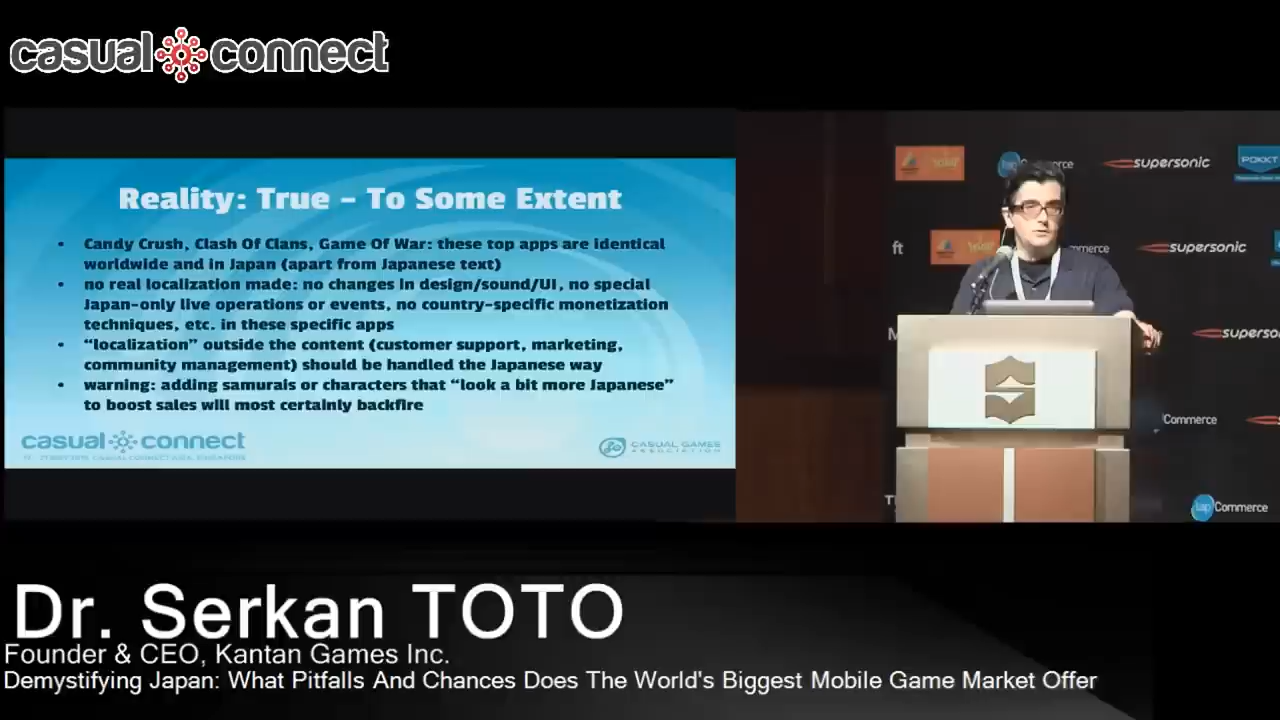 casual connect
Reality: True – To Some Extent
• Candy Crush, Clash Of Clans, Game Of War: these top apps are identical
worldwide and in Japan (apart from Japanese text)
• no real localization made: no changes in design/sound/UI, no special
Japan-only live operations or events, no country-specific monetization
techniques, etc. in these specific apps
• “localization” outside the content (customer support, marketing,
community management) should be handled the Japanese way
• warning: adding samurais or characters that “look a bit more Japanese”
to boost sales will most certainly backfire
casual connect
CASUAL GAMES
ASSOCIATION
tapCommerce
supersonic
POKKT
ft
mmerce
supersonic
superso
Commerce
tapCommerce
Dr. Serkan TOTO
Founder & CEO, Kantan Games Inc.
Demystifying Japan: What Pitfalls And Chances Does The World's Biggest Mobile Game Market Offer